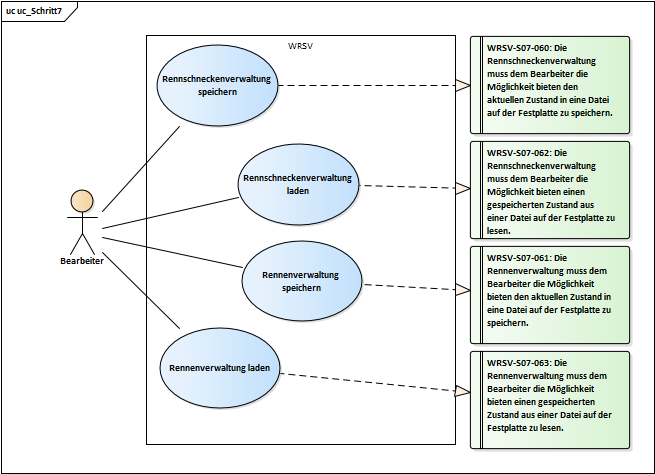 uc uc_Schritt7
WRSV
Rennschneckenverwaltung
speichern
Rennschneckenverwaltung
laden
Rennenverwaltung
speichern
Rennenverwaltung laden
Bearbeiter
WRSV-S07-060: Die
Rennschneckenverwaltung
muss dem Bearbeiter die
Möglichkeit bieten den
aktuellen Zustand in eine Datei
auf der Festplatte zu speichern.
WRSV-S07-062: Die
Rennschneckenverwaltung
muss dem Bearbeiter die
Möglichkeit bieten einen
gespeicherten Zustand aus
einer Datei auf der Festplatte zu
lesen.
WRSV-S07-061: Die
Rennenverwaltung muss dem
Bearbeiter die Möglichkeit
bieten den aktuellen Zustand in
eine Datei auf der Festplatte zu
speichern.
WRSV-S07-063: Die
Rennenverwaltung muss dem
Bearbeiter die Möglichkeit
bieten einen gespeicherten
Zustand aus einer Datei auf der
Festplatte zu lesen.